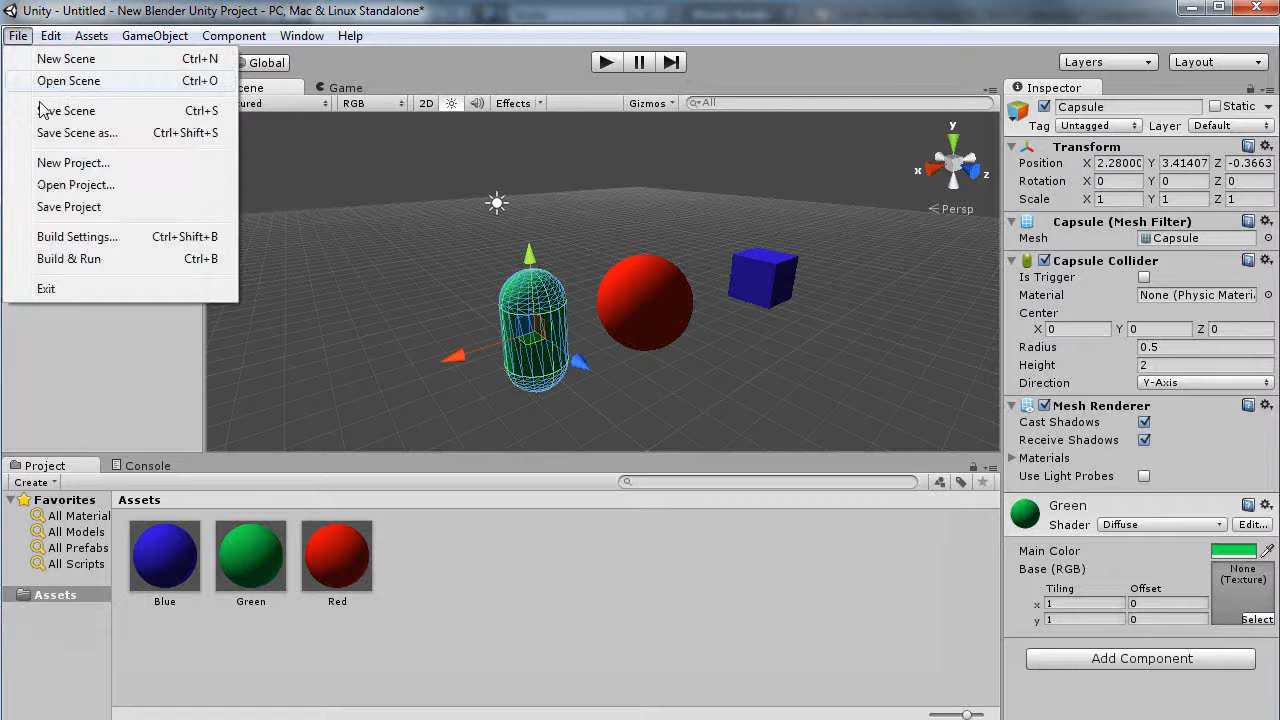 Unity - Untitled - New Blender Unity Project - PC, Mac & Linux Standalone*
File Edit Assets GameObject Component Window Help
New Scene Ctrl+N
Open Scene Ctrl+O
Scene Ctrl+S
Save Scene as... Ctrl+Shift+S
New Project...
Open Project...
Save Project
Build Settings... Ctrl+Shift+B
Build & Run Ctrl+B
Exit
Global
Layers Layout
Game
RGB 2D Effects Gizmos All
y
x z
Persp
Inspector
Capsule Static
Tag Untagged Layer Default
Transform
Position X 2.28000 Y 3.41407 Z -0.3663
Rotation X 0 Y 0 Z 0
Scale X 1 Y 1 Z 1
Capsule (Mesh Filter)
Mesh Capsule
Capsule Collider
Is Trigger
Material None (Physic Materi
Center
X 0 Y 0 Z 0
Radius 0.5
Height 2
Direction Y-Axis
Mesh Renderer
Cast Shadows
Receive Shadows
Materials
Use Light Probes
Green
Shader Diffuse Edit...
Main Color
Base (RGB)
None
(Texture)
Tiling Offset
x 1 0
y 1 0
Select
Add Component
Project Console
Create
Favorites
All Material
All Models
All Prefabs
All Scripts
Assets
Assets
Blue Green Red